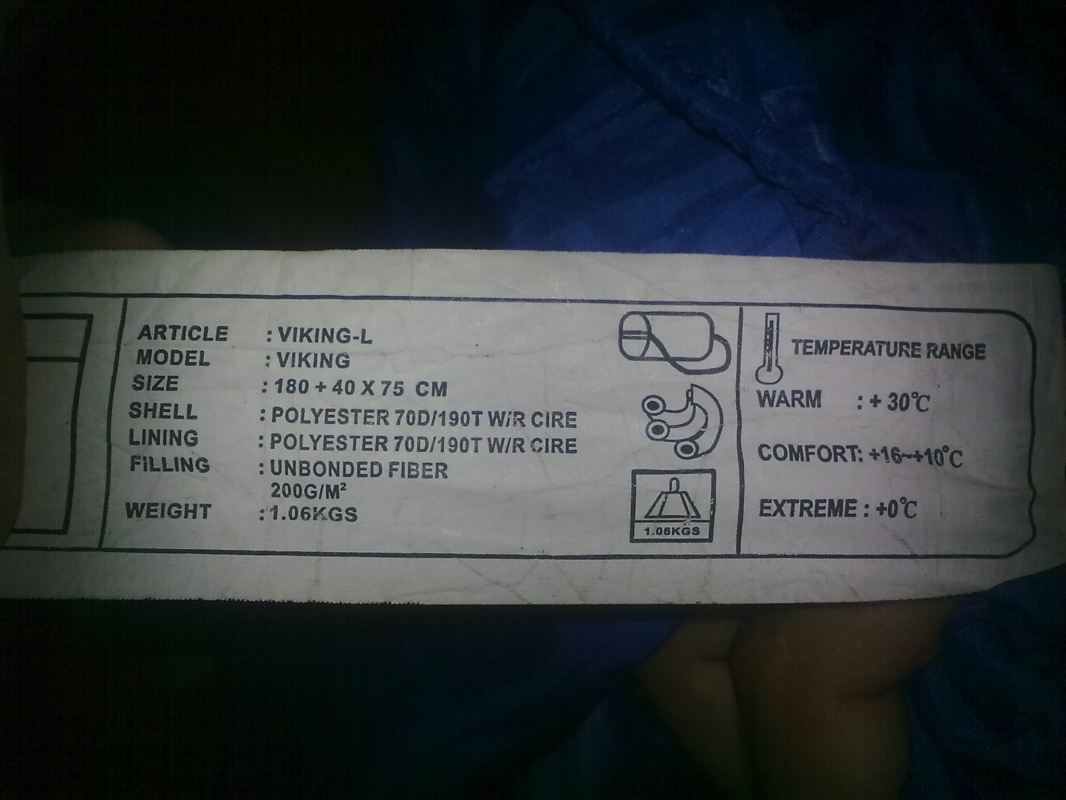 ARTICLE : VIKING-L
MODEL : VIKING
SIZE : 180 + 40 X 75 CM
SHELL : POLYESTER 70D/190T W/R CIRE
LINING : POLYESTER 70D/190T W/R CIRE
FILLING : UNBONDED FIBER
200G/M²
WEIGHT : 1.06KGS
1.06KGS
TEMPERATURE RANGE
WARM : + 30℃
COMFORT: +16~+10℃
EXTREME : +0℃